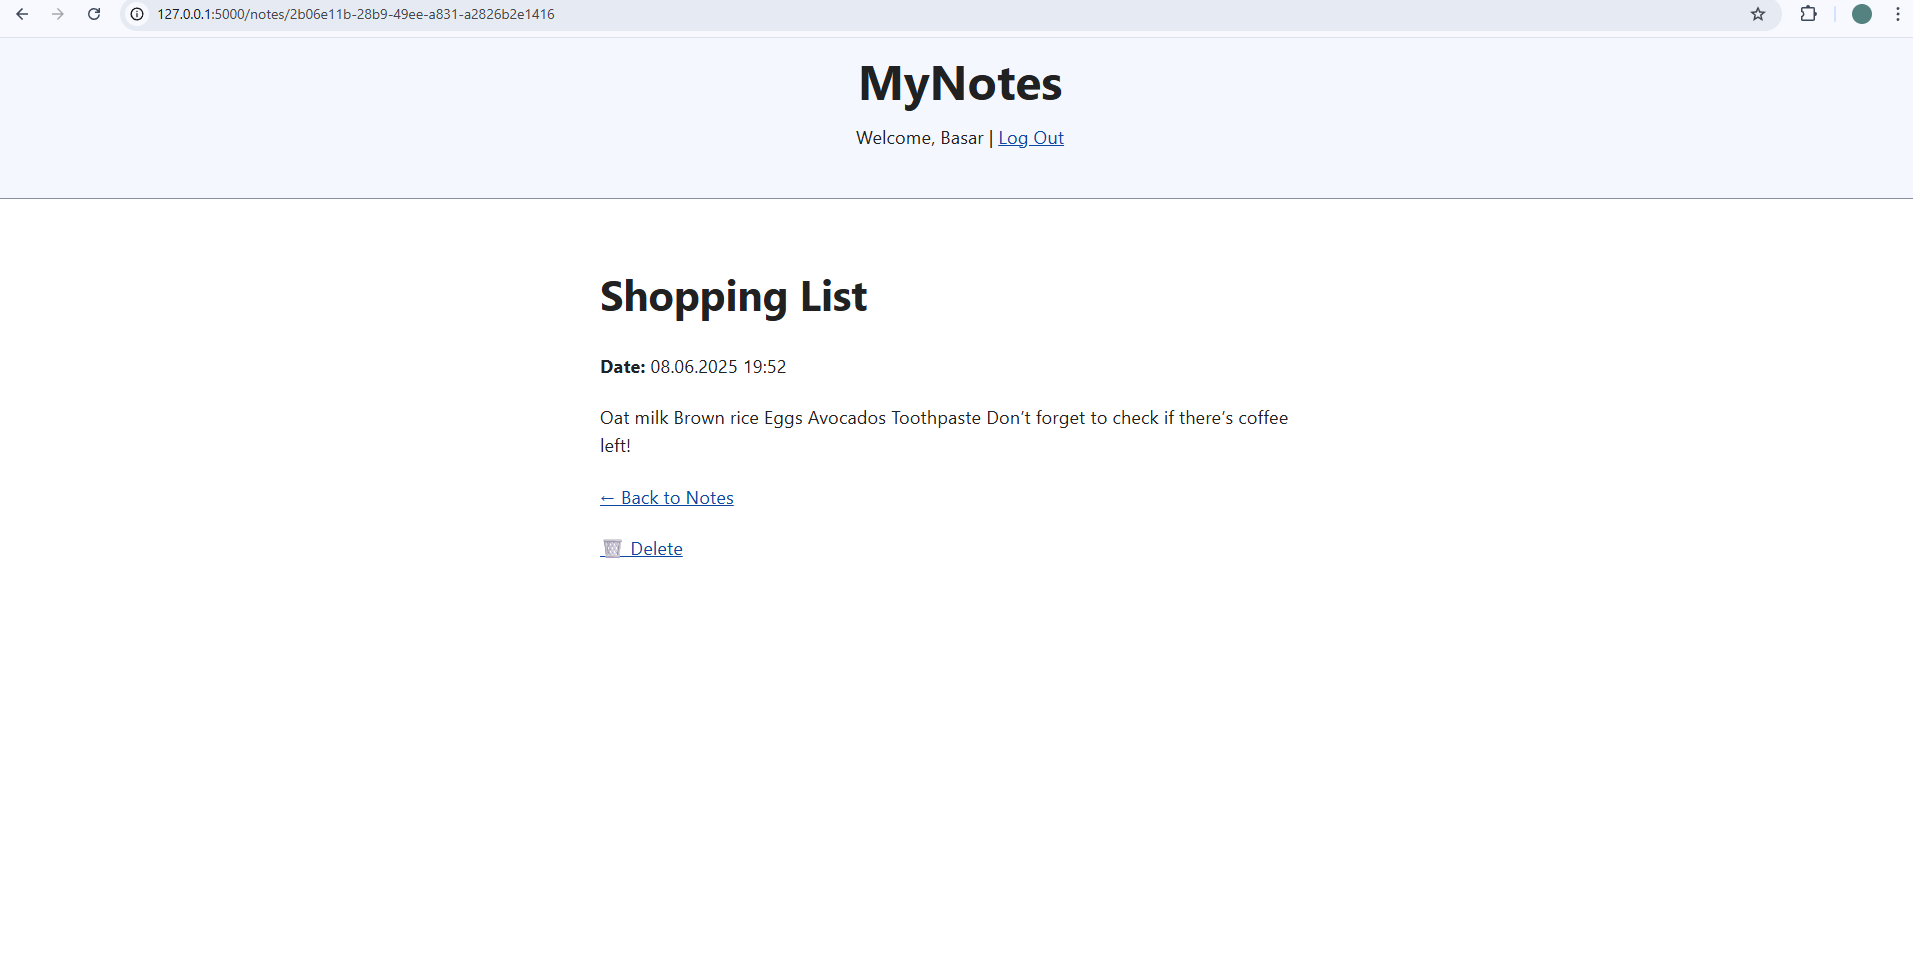 127.0.0.1:5000/notes/2b06e11b-28b9-49ee-a831-a2826b2e1416
MyNotes
Welcome, Basar | Log Out
Shopping List
Date: 08.06.2025 19:52
Oat milk Brown rice Eggs Avocados Toothpaste Don’t forget to check if there’s coffee
left!
← Back to Notes
🗑️ Delete